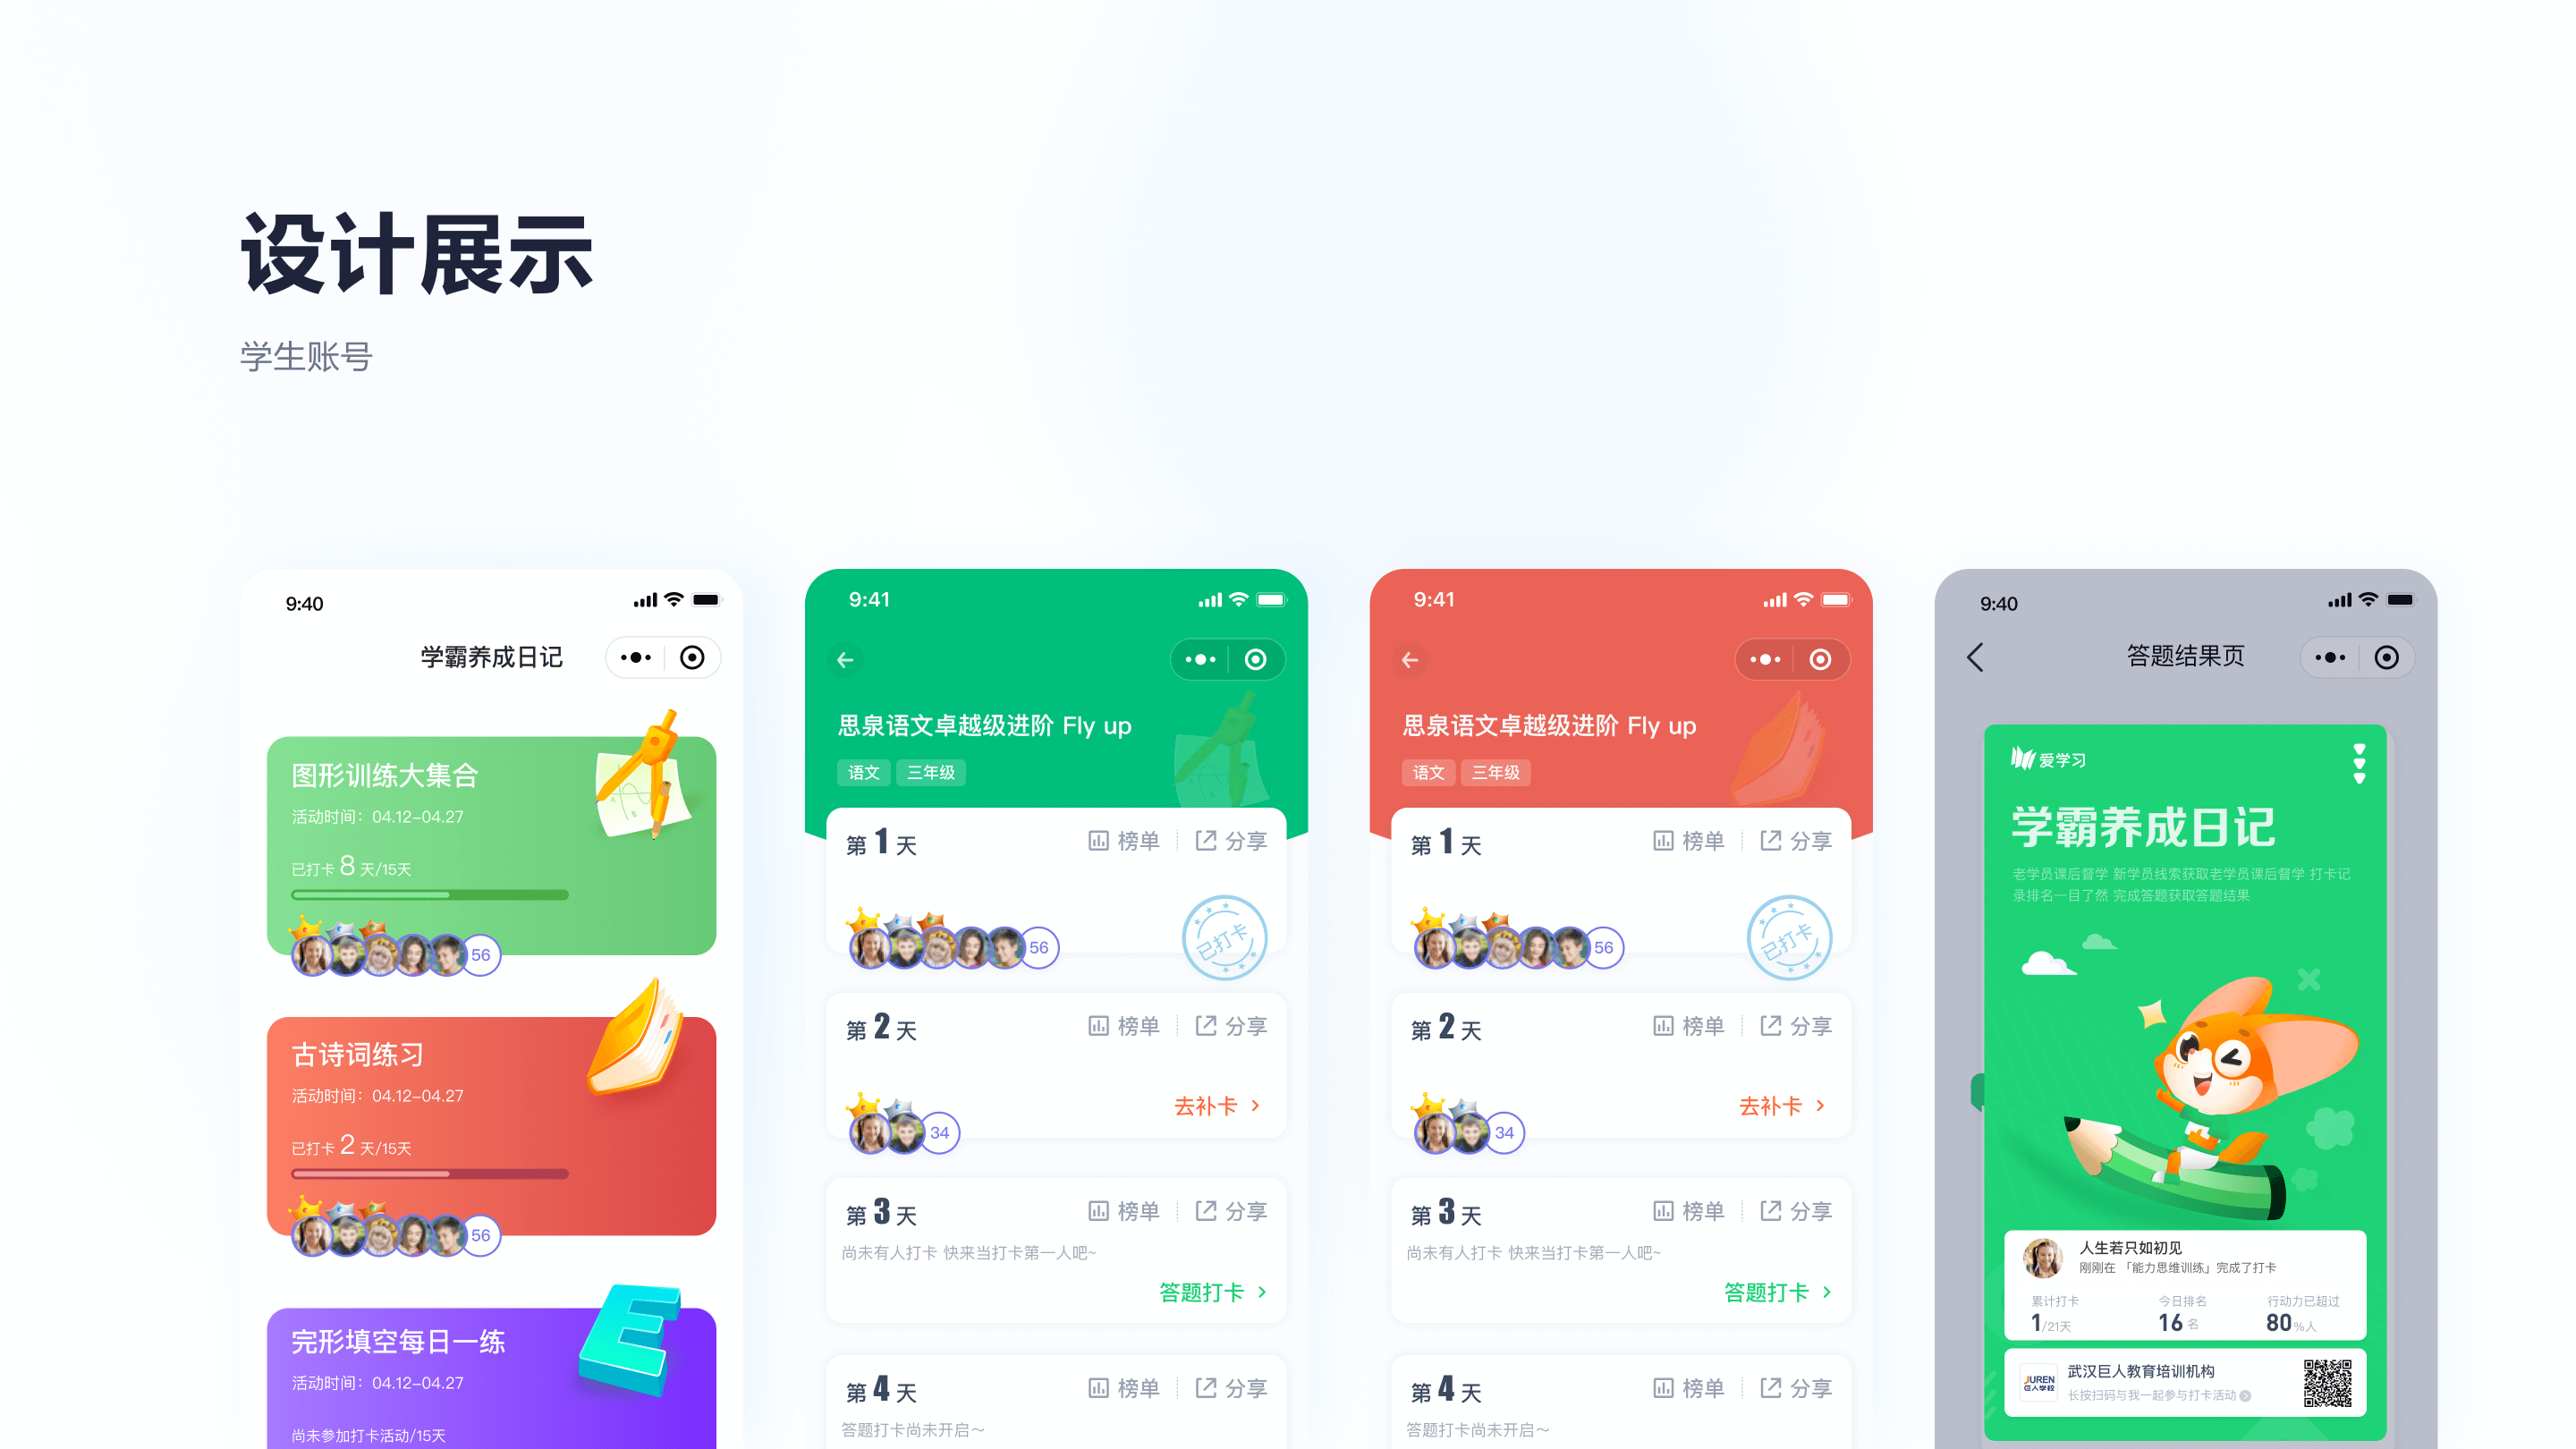 设计展示
学生账号
9:40
学霸养成日记
图形训练大集合
活动时间：04.12-04.27
已打卡 8 天/15天
56
古诗词练习
活动时间：04.12-04.27
已打卡 2 天/15天
56
E
完形填空每日一练
活动时间：04.12-04.27
尚未参加打卡活动/15天
9:41
思泉语文卓越级进阶 Fly up
语文 三年级
第 1 天 榜单 分享
56
已打卡
第 2 天 榜单 分享
去补卡
34
第 3 天 榜单 分享
尚未有人打卡 快来当打卡第一人吧~
答题打卡
第 4 天 榜单 分享
答题打卡尚未开启～
9:41
思泉语文卓越级进阶 Fly up
语文 三年级
第 1 天 榜单 分享
56
已打卡
第 2 天 榜单 分享
去补卡
34
第 3 天 榜单 分享
尚未有人打卡 快来当打卡第一人吧~
答题打卡
第 4 天 榜单 分享
答题打卡尚未开启～
9:40
答题结果页
爱学习
学霸养成日记
老学员课后督学 新学员线索获取老学员课后督学 打卡记
录排名一目了然 完成答题获取答题结果
人生若只如初见
刚刚在 「能力思维训练」完成了打卡
累计打卡 今日排名 行动力已超过
1/21天 16 名 80%人
JUREN
巨人学校
武汉巨人教育培训机构
长按扫码与我一起参与打卡活动